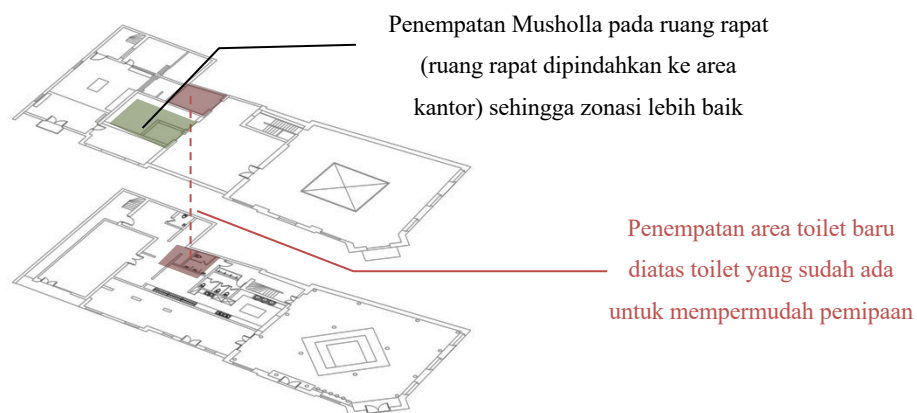 Penempatan Musholla pada ruang rapat
(ruang rapat dipindahkan ke area
kantor) sehingga zonasi lebih baik
Penempatan area toilet baru
diatas toilet yang sudah ada
untuk mempermudah pemipaan